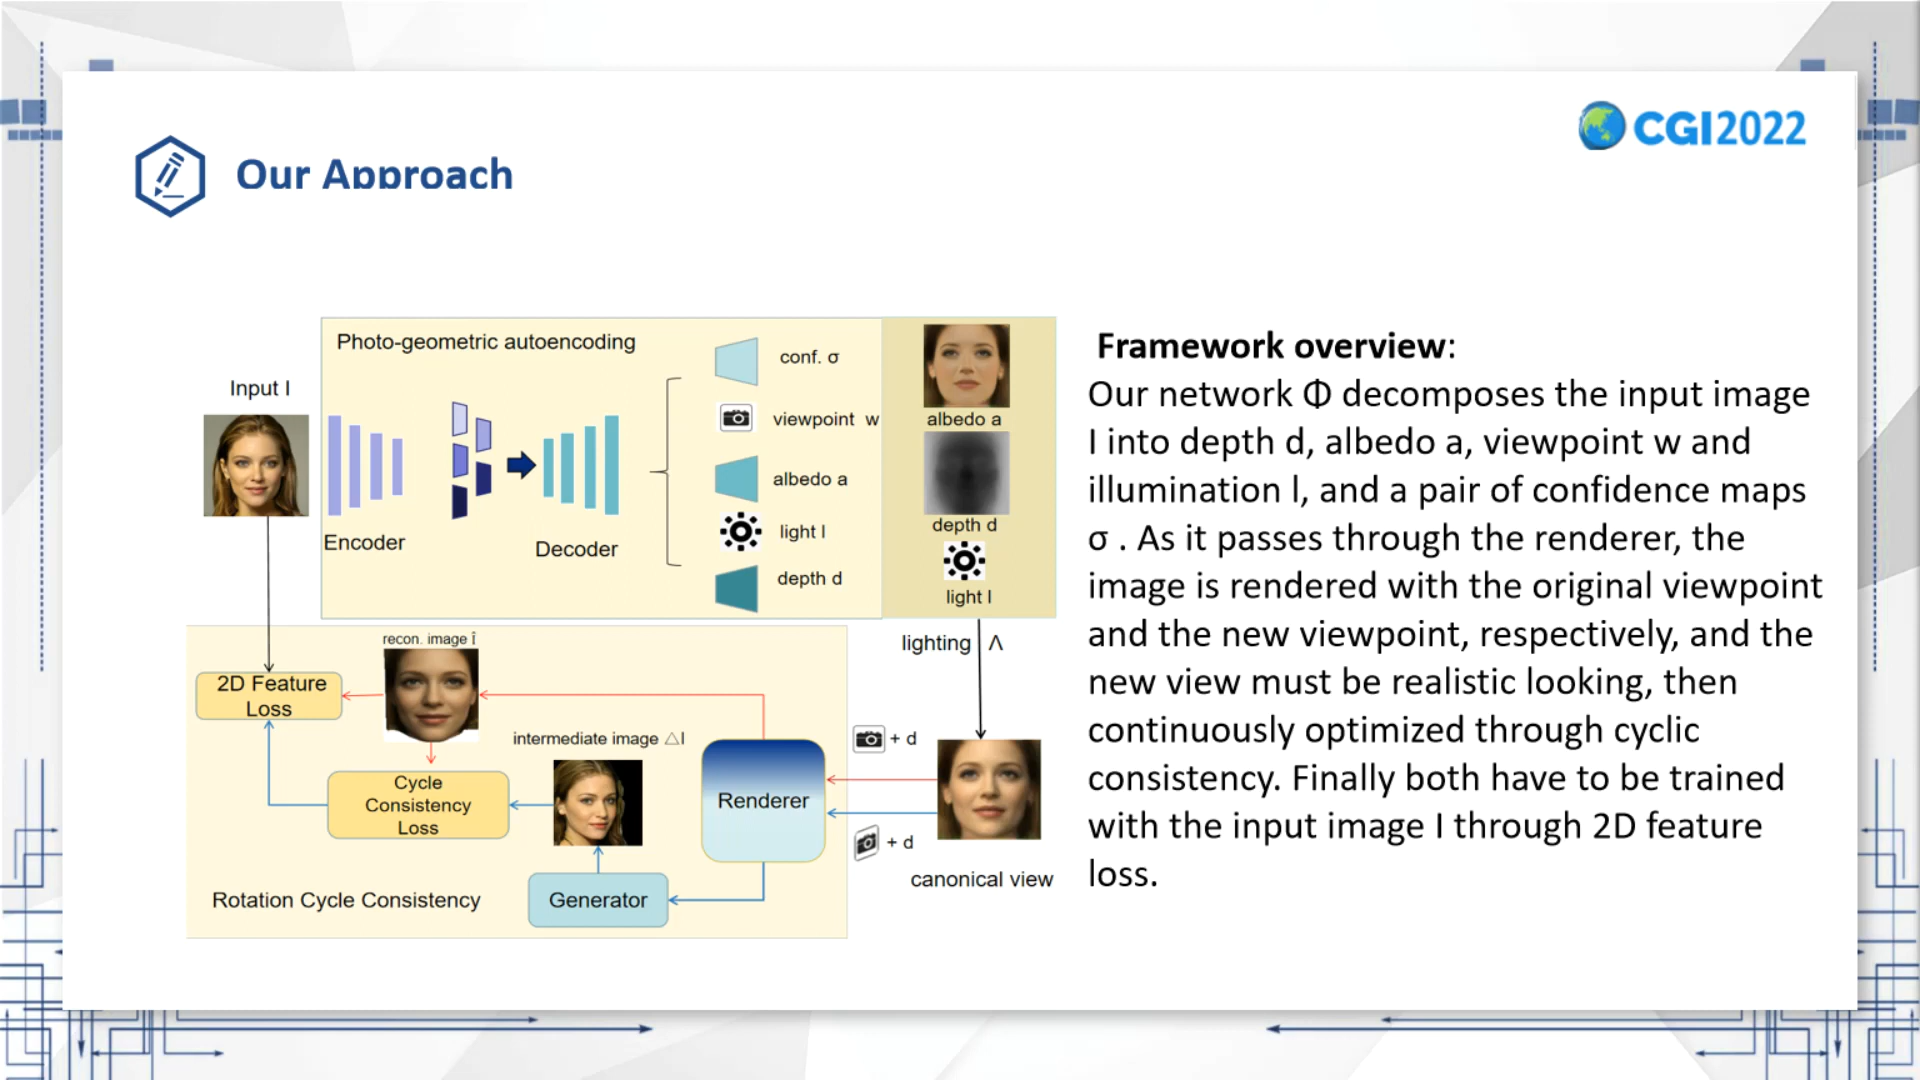 CGI2022
Our Approach
Photo-geometric autoencoding
Input I
Encoder
Decoder
conf. σ
viewpoint w
albedo a
light l
depth d
albedo a
depth d
light l
lighting Λ
recon. image Î
2D Feature
Loss
intermediate image △I
Cycle
Consistency
Loss
Renderer
+ d
+ d
Generator
canonical view
Rotation Cycle Consistency
Framework overview:
Our network Φ decomposes the input image
I into depth d, albedo a, viewpoint w and
illumination l, and a pair of confidence maps
σ . As it passes through the renderer, the
image is rendered with the original viewpoint
and the new viewpoint, respectively, and the
new view must be realistic looking, then
continuously optimized through cyclic
consistency. Finally both have to be trained
with the input image I through 2D feature
loss.